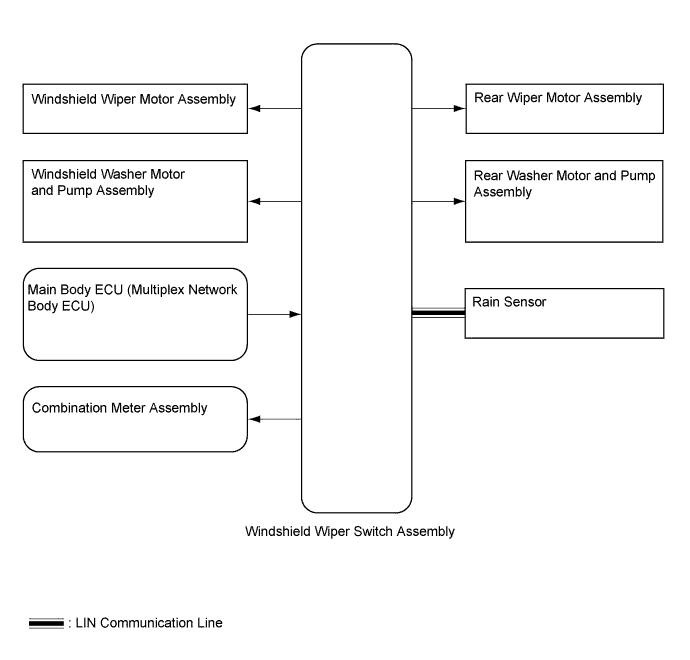 Windshield Wiper Motor Assembly
Rear Wiper Motor Assembly
Windshield Washer Motor
and Pump Assembly
Rear Washer Motor and Pump
Assembly
Main Body ECU (Multiplex Network
Body ECU)
Rain Sensor
Combination Meter Assembly
Windshield Wiper Switch Assembly
: LIN Communication Line